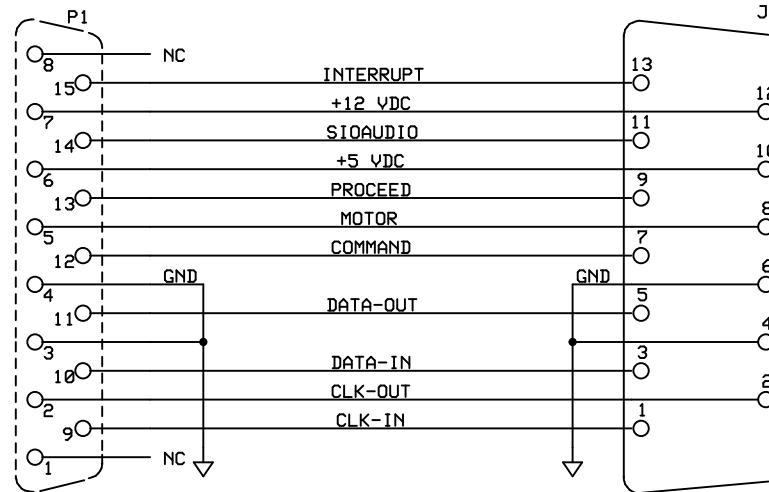 P1
J
8 NC
15 INTERRUPT 13
7 +12 VDC 12
14 SIOAUDIO 11
6 +5 VDC 10
13 PROCEED 9
5 MOTOR 8
12 COMMAND 7
4 GND GND 6
11 DATA-OUT 5
3 4
10 DATA-IN 3
2 CLK-OUT 2
9 CLK-IN 1
1 NC